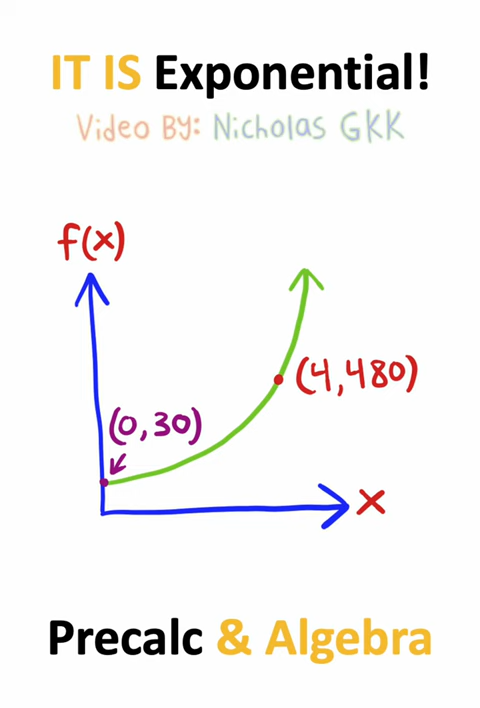 IT IS Exponential!
Video By: Nicholas GKK
f(x)
(4,480)
(0,30)
x
Precalc & Algebra